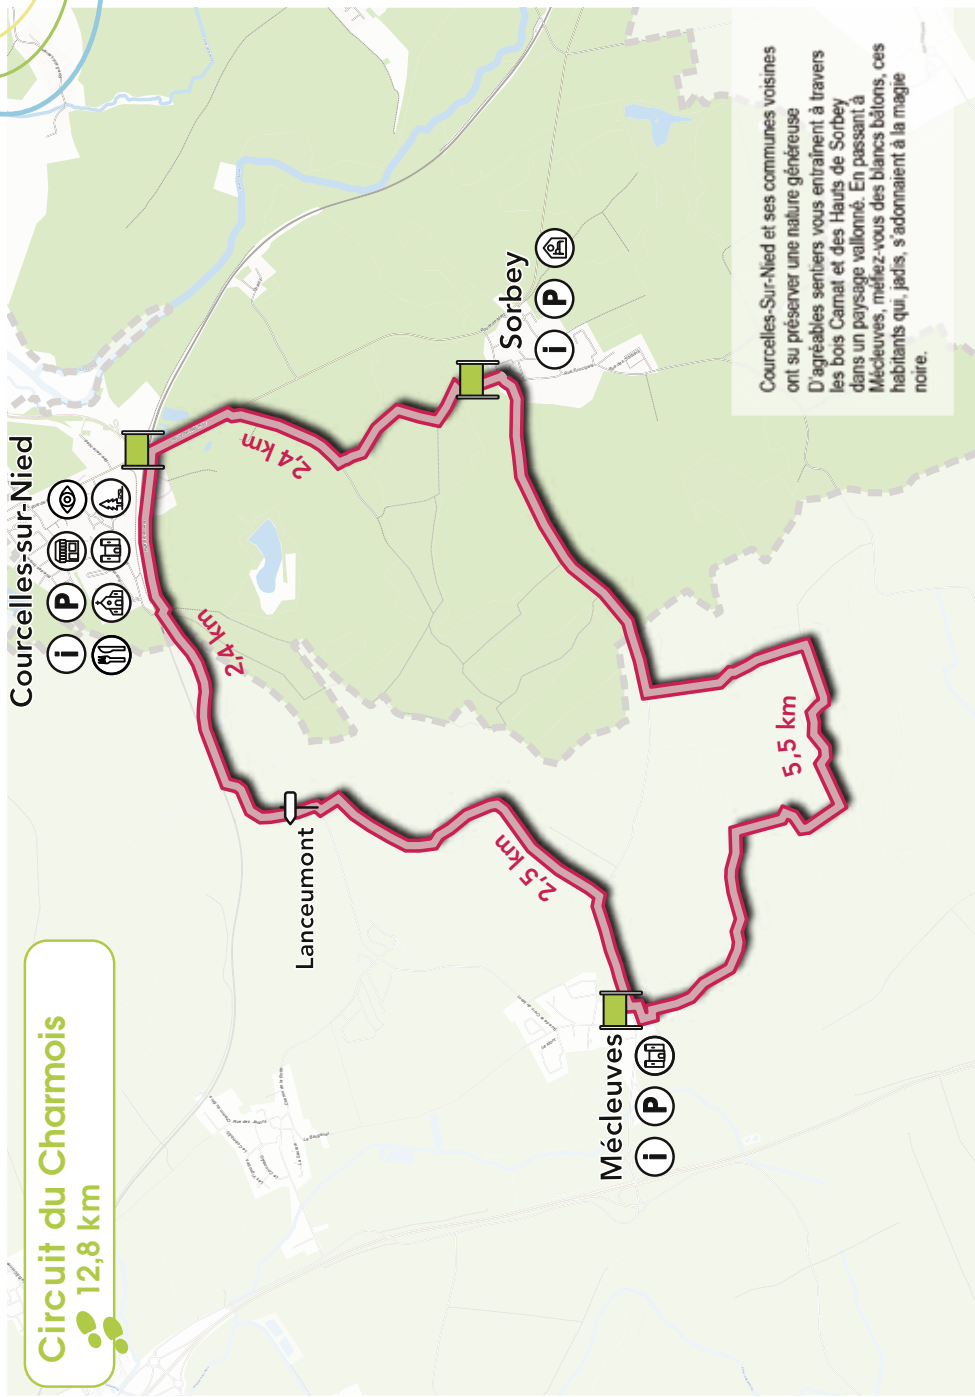 Circuit du Charmois
12,8 km
Courcelles-sur-Nied
i P
2,4 km
2,4 km
Lanceumont
2,5 km
Sorbey
i P
Mécleuves
i P
5,5 km
Courcelles-Sur-Nied et ses communes voisines
ont su préserver une nature généreuse
D'agréables sentiers vous entraînent à travers
les bois Carnat et des Hauts de Sorbey
dans un paysage vallonné. En passant à
Mécleuves, méfiez-vous des blancs bâtons, ces
habitants qui, jadis, s'adonnaient à la magie
noire.